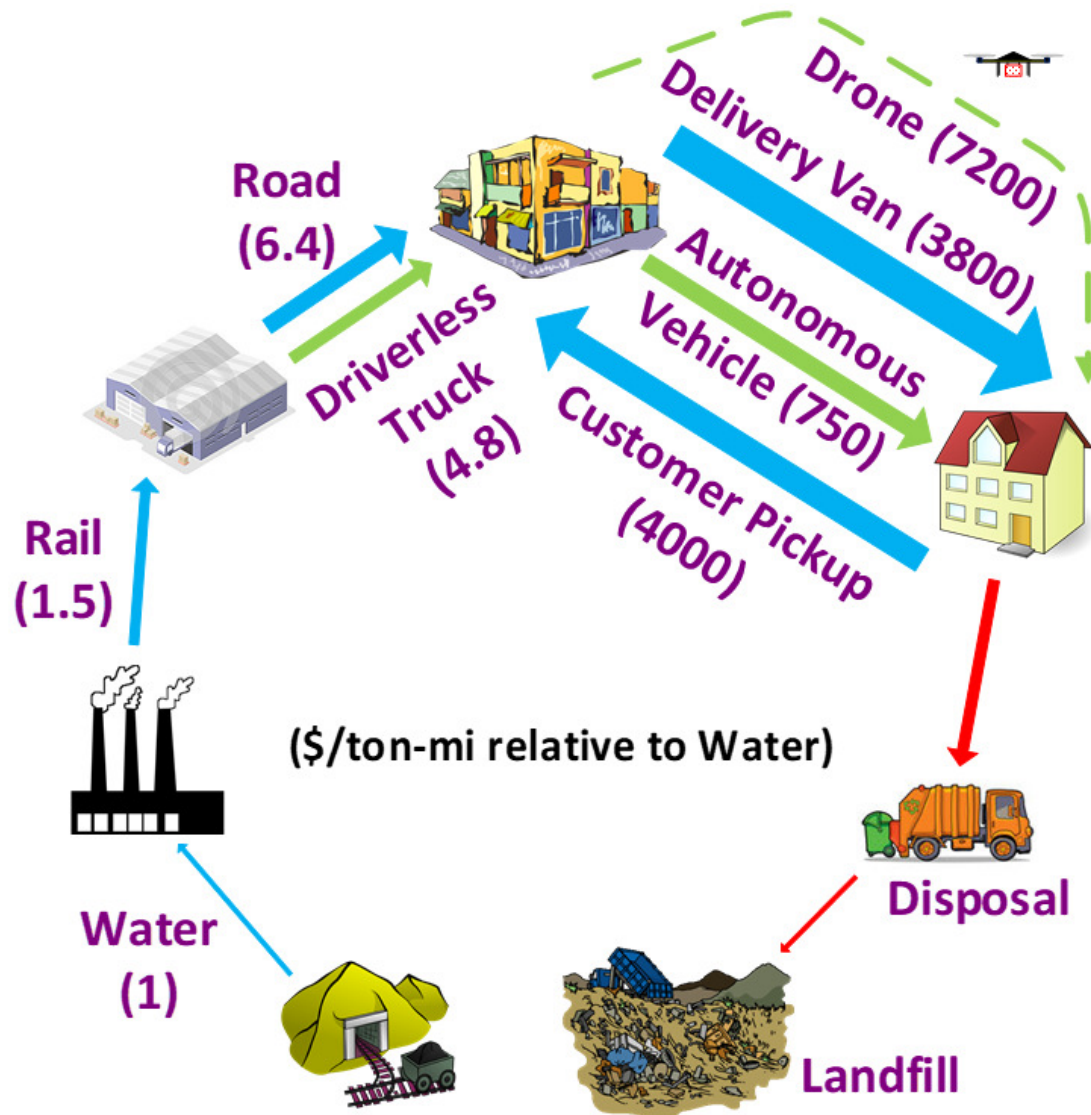 Drone (7200)
Delivery Van (3800)
Autonomous
Vehicle (750)
Customer Pickup
(4000)
Road
(6.4)
Driverless
Truck
(4.8)
Rail
(1.5)
($/ton-mi relative to Water)
Water
(1)
Disposal
Landfill